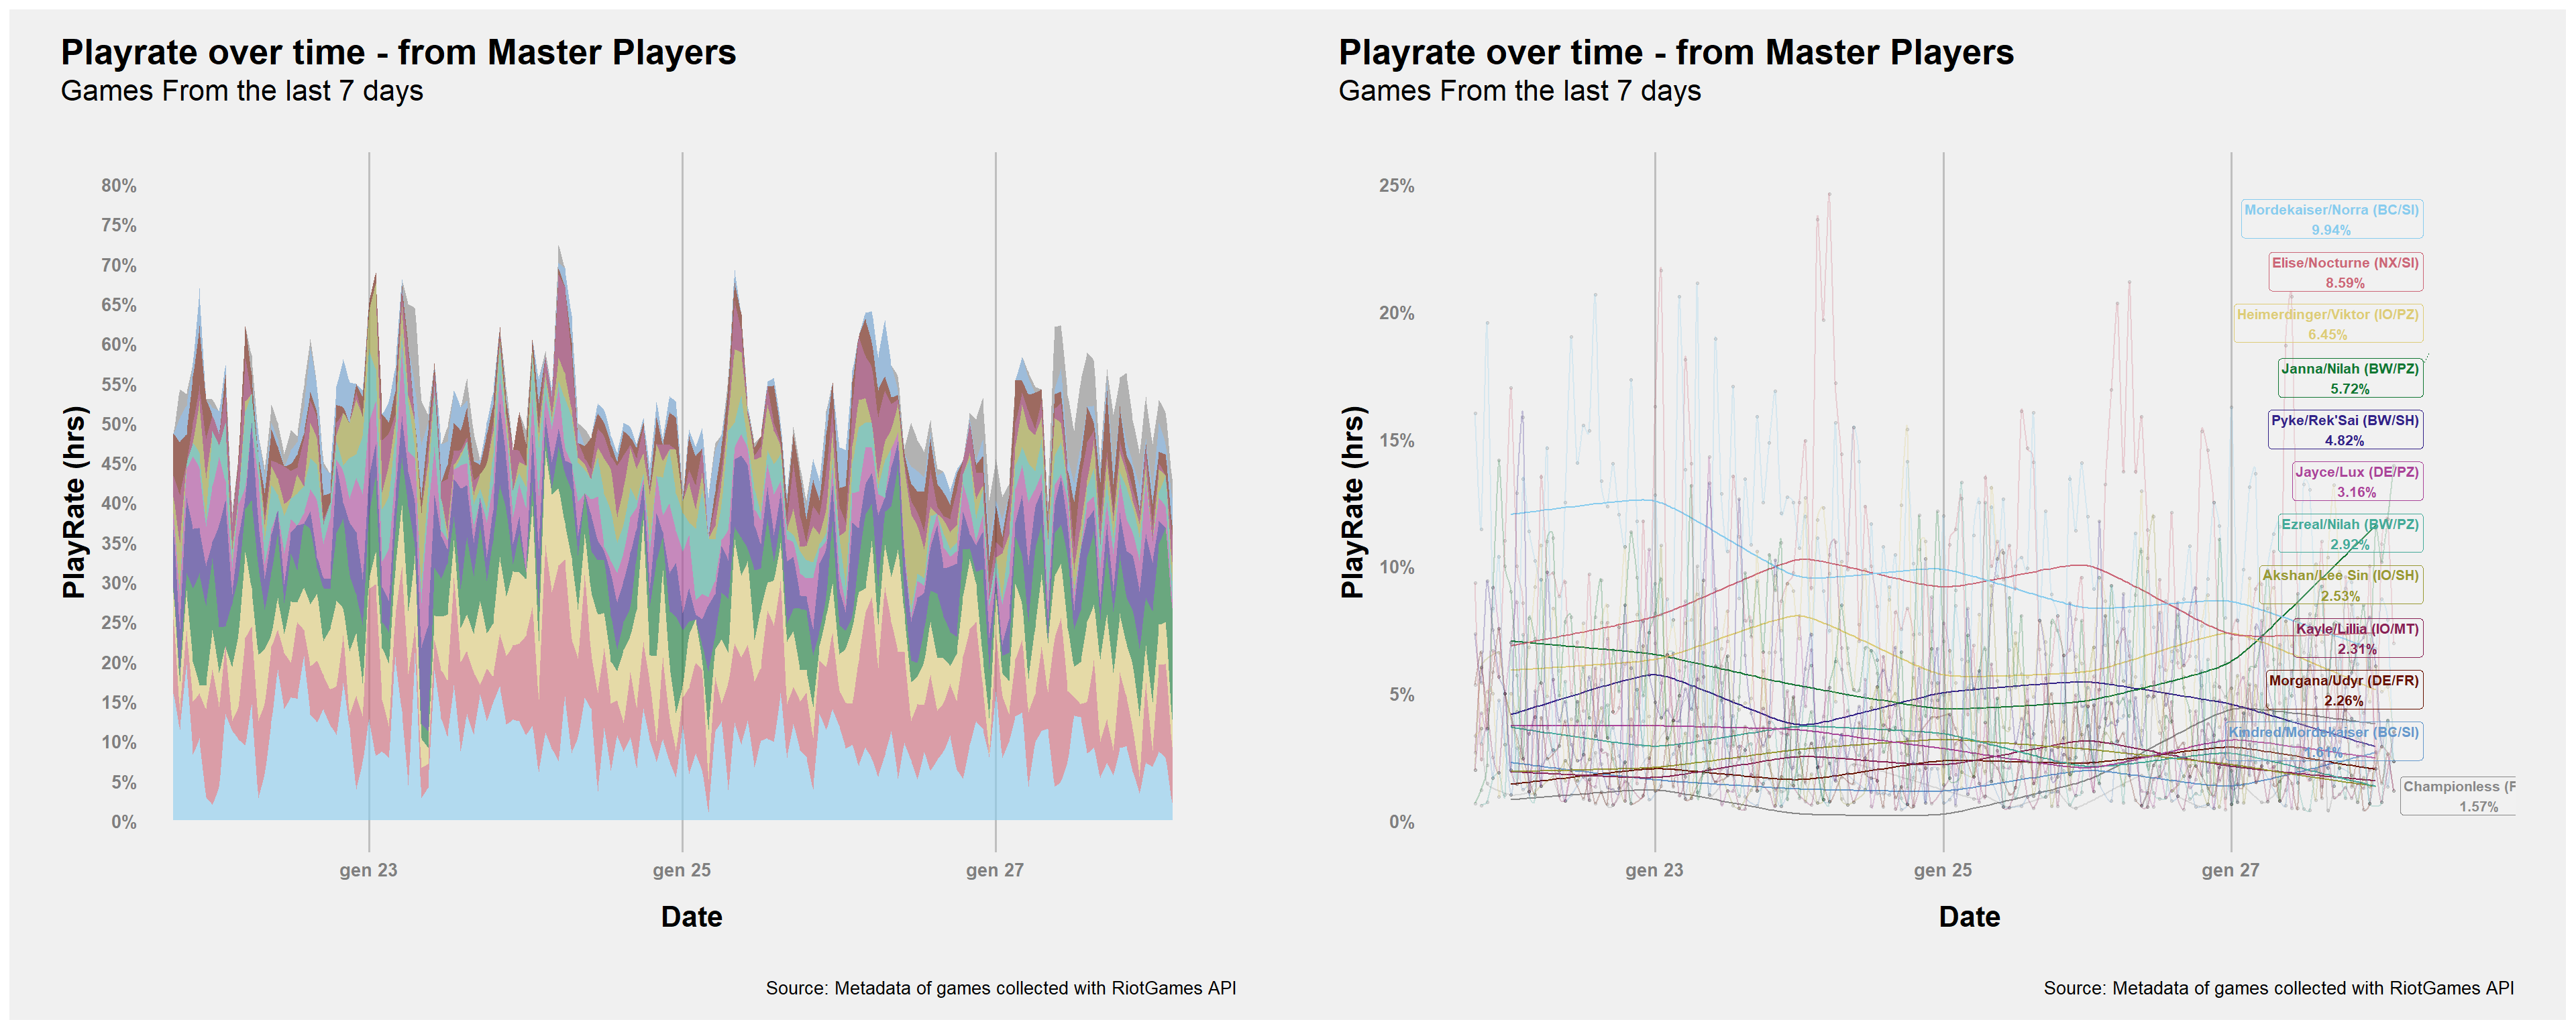 Playrate over time - from Master Players
Games From the last 7 days
80%
75%
70%
65%
60%
55%
50%
45%
40%
35%
30%
25%
20%
15%
10%
5%
0%
PlayRate (hrs)
gen 23
gen 25
gen 27
Date
Source: Metadata of games collected with RiotGames API
Playrate over time - from Master Players
Games From the last 7 days
25%
20%
15%
10%
5%
0%
PlayRate (hrs)
Mordekaiser/Norra (BC/SI)
9.94%
Elise/Nocturne (NX/SI)
8.59%
Heimerdinger/Viktor (IO/PZ)
6.45%
Janna/Nilah (BW/PZ)
5.72%
Pyke/Rek'Sai (BW/SH)
4.82%
Jayce/Lux (DE/PZ)
3.16%
Ezreal/Nilah (BW/PZ)
2.92%
Akshan/Lee Sin (IO/SH)
2.53%
Kayle/Lillia (IO/MT)
2.31%
Morgana/Udyr (DE/FR)
2.26%
Kindred/Mordekaiser (BC/SI)
1.61%
Championless (F
1.57%
gen 23
gen 25
gen 27
Date
Source: Metadata of games collected with RiotGames API